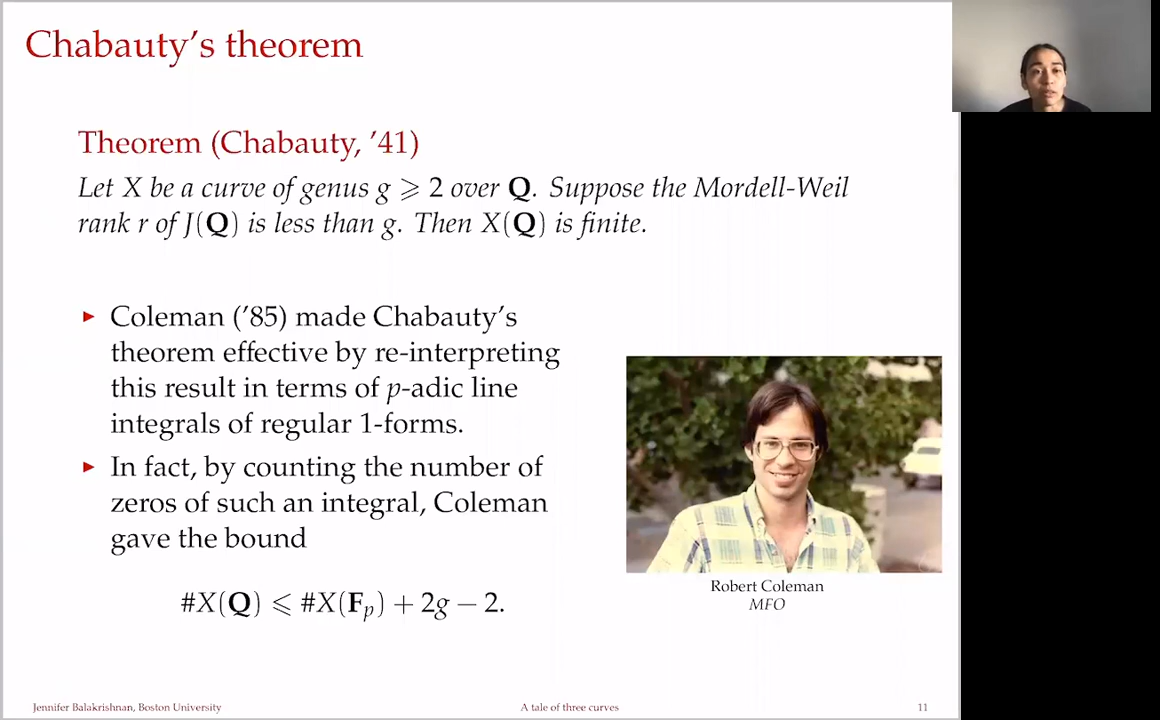 Chabauty's theorem
Theorem (Chabauty, '41)
Let X be a curve of genus g ⩾ 2 over Q. Suppose the Mordell-Weil
rank r of J(Q) is less than g. Then X(Q) is finite.
▸ Coleman ('85) made Chabauty's
theorem effective by re-interpreting
this result in terms of p-adic line
integrals of regular 1-forms.
▸ In fact, by counting the number of
zeros of such an integral, Coleman
gave the bound
#X(Q) ⩽ #X(F_p) + 2g − 2.
Robert Coleman
MFO
Jennifer Balakrishnan, Boston University
A tale of three curves
11